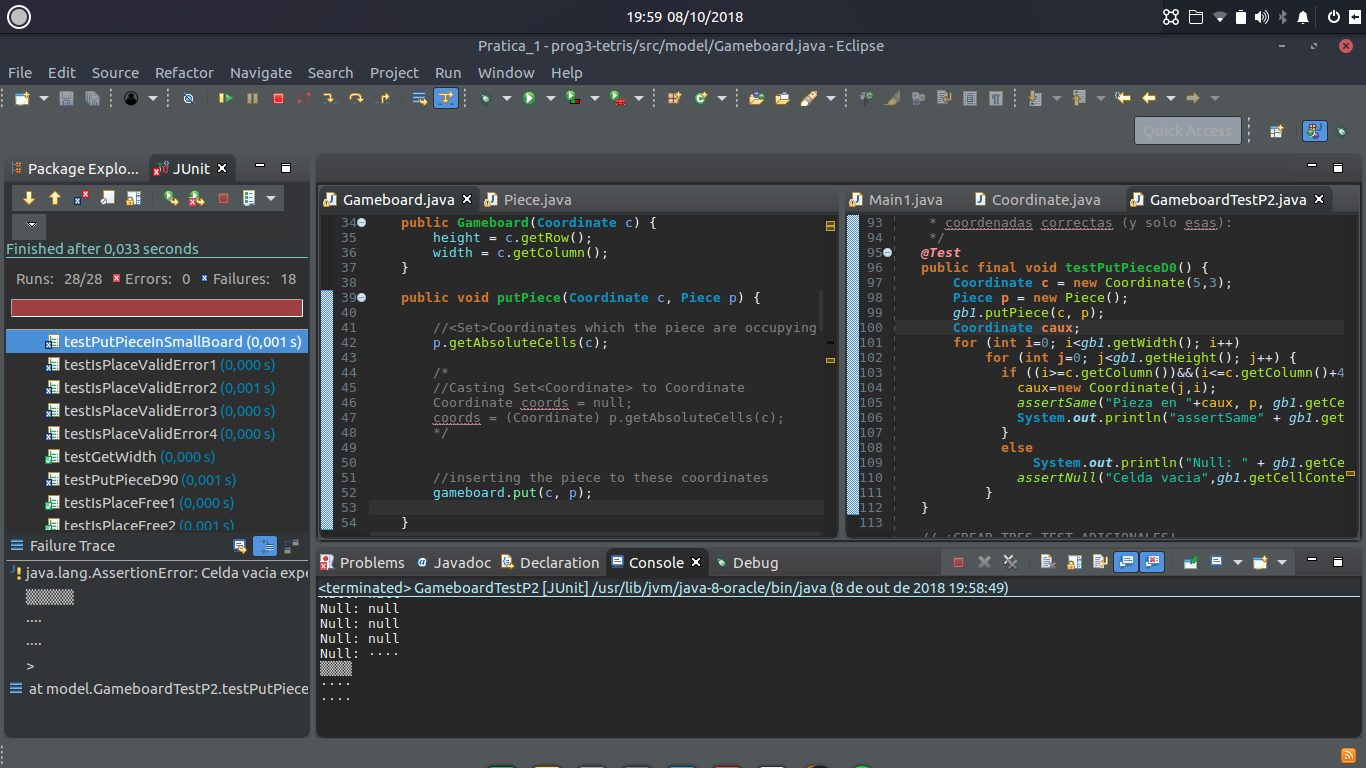 19:59 08/10/2018
Pratica_1 - prog3-tetris/src/model/Gameboard.java - Eclipse
File Edit Source Refactor Navigate Search Project Run Window Help
Quick Access
Package Explo... JUnit
Finished after 0,033 seconds
Runs: 28/28 Errors: 0 Failures: 18
testPutPieceInSmallBoard (0,001 s)
testIsPlaceValidError1 (0,000 s)
testIsPlaceValidError2 (0,001 s)
testIsPlaceValidError3 (0,000 s)
testIsPlaceValidError4 (0,000 s)
testGetWidth (0,000 s)
testPutPieceD90 (0,001 s)
testIsPlaceFree1 (0,000 s)
testIsPlaceFree2 (0,001 s)
Failure Trace
java.lang.AssertionError: Celda vacia expe
▒▒▒▒
····
····
>
at model.GameboardTestP2.testPutPiece
Gameboard.java Piece.java
34 public Gameboard(Coordinate c) {
35 height = c.getRow();
36 width = c.getColumn();
37 }
38
39 public void putPiece(Coordinate c, Piece p) {
40
41 //<Set>Coordinates which the piece are occupying
42 p.getAbsoluteCells(c);
43
44 /*
45 //Casting Set<Coordinate> to Coordinate
46 Coordinate coords = null;
47 coords = (Coordinate) p.getAbsoluteCells(c);
48 */
49
50
51 //inserting the piece to these coordinates
52 gameboard.put(c, p);
53
54 }
Main1.java Coordinate.java GameboardTestP2.java
93 * coordenadas correctas (y solo esas):
94 */
95 @Test
96 public final void testPutPieceD0() {
97 Coordinate c = new Coordinate(5,3);
98 Piece p = new Piece();
99 gb1.putPiece(c, p);
100 Coordinate caux;
101 for (int i=0; i<gb1.getWidth(); i++)
102 for (int j=0; j<gb1.getHeight(); j++) {
103 if ((i>=c.getColumn())&&(i<=c.getColumn()+4
104 caux=new Coordinate(j,i);
105 assertSame("Pieza en "+caux, p, gb1.getCe
106 System.out.println("assertSame" + gb1.get
107 }
108 else
109 System.out.println("Null: " + gb1.getCe
110 assertNull("Celda vacia",gb1.getCellConte
111 }
112 }
113
Problems Javadoc Declaration Console Debug
<terminated> GameboardTestP2 [JUnit] /usr/lib/jvm/java-8-oracle/bin/java (8 de out de 2018 19:58:49)
Null: null
Null: null
Null: null
Null: ····
▒▒▒▒
····
····